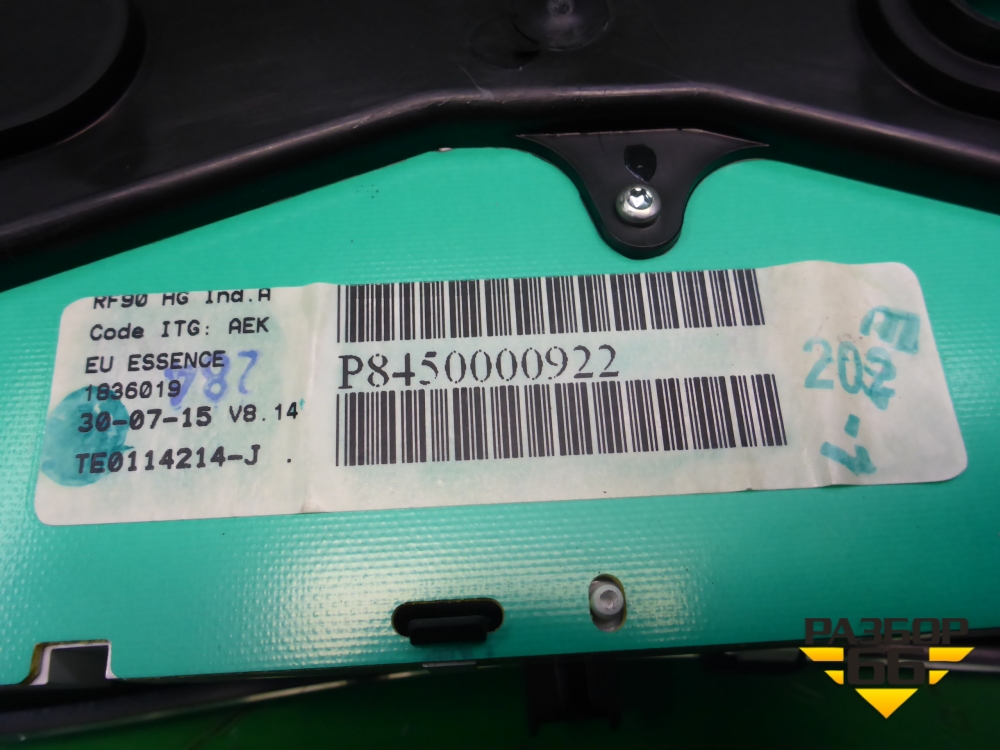 RF90 HG Ind.A
Code ITG: AEK
EU ESSENCE
1836019
30-07-15 V8.14
TE0114214-J .
P8450000922
202
РАЗБОР
66